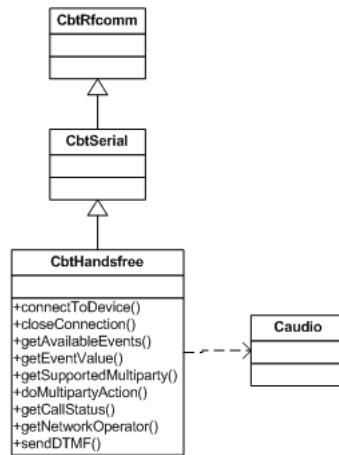 CbtRfcomm
CbtSerial
CbtHandsfree
+connectToDevice()
+closeConnection()
+getAvailableEvents()
+getEventValue()
+getSupportedMultiparty()
+doMultipartyAction()
+getCallStatus()
+getNetworkOperator()
+sendDTMF()
Caudio